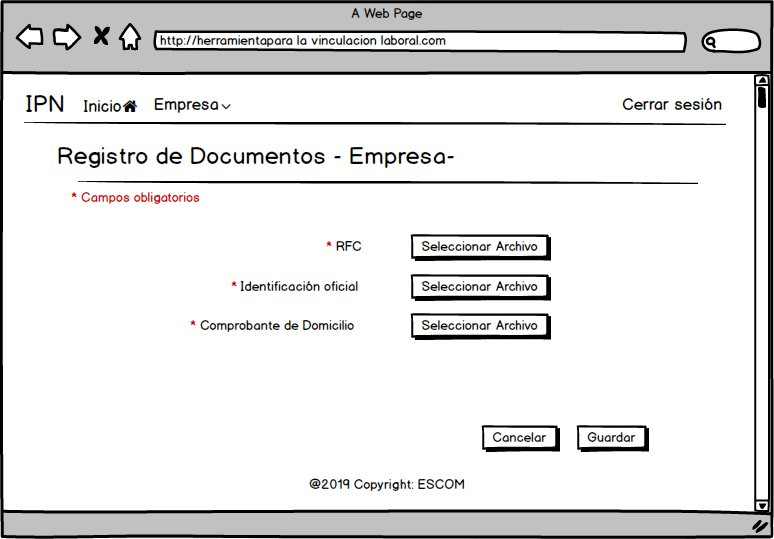 A Web Page
http://herramientapara la vinculacion laboral.com
IPN Inicio Empresa Cerrar sesión
Registro de Documentos - Empresa-
* Campos obligatorios
* RFC Seleccionar Archivo
* Identificación oficial Seleccionar Archivo
* Comprobante de Domicilio Seleccionar Archivo
Cancelar Guardar
@2019 Copyright: ESCOM